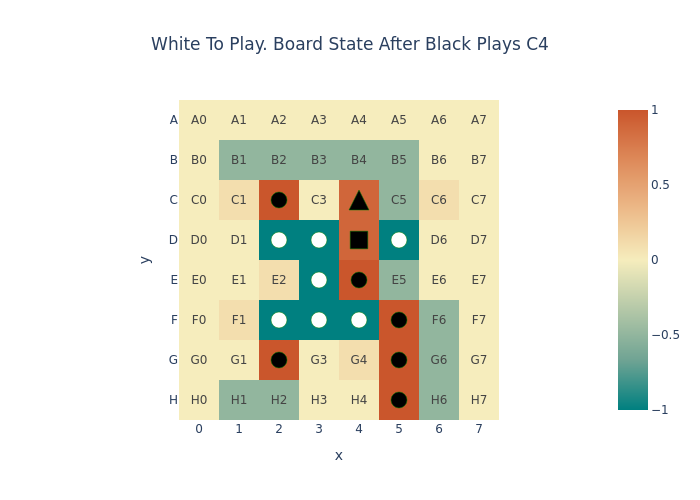 White To Play. Board State After Black Plays C4
A A0 A1 A2 A3 A4 A5 A6 A7
B B0 B1 B2 B3 B4 B5 B6 B7
C C0 C1 C3 C5 C6 C7
D D0 D1 D6 D7
E E0 E1 E2 E5 E6 E7
F F0 F1 F6 F7
G G0 G1 G3 G4 G6 G7
H H0 H1 H2 H3 H4 H6 H7
0 1 2 3 4 5 6 7
x
y
1
0.5
0
−0.5
−1